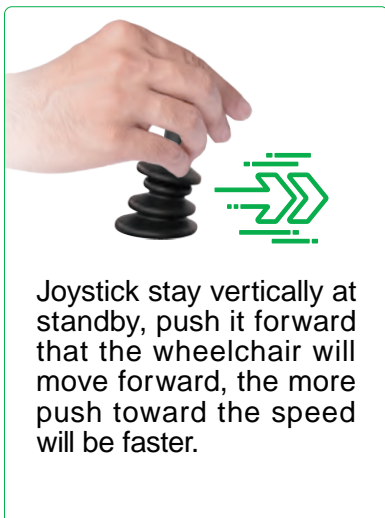 Joystick stay vertically at
standby, push it forward
that the wheelchair will
move forward, the more
push toward the speed
will be faster.